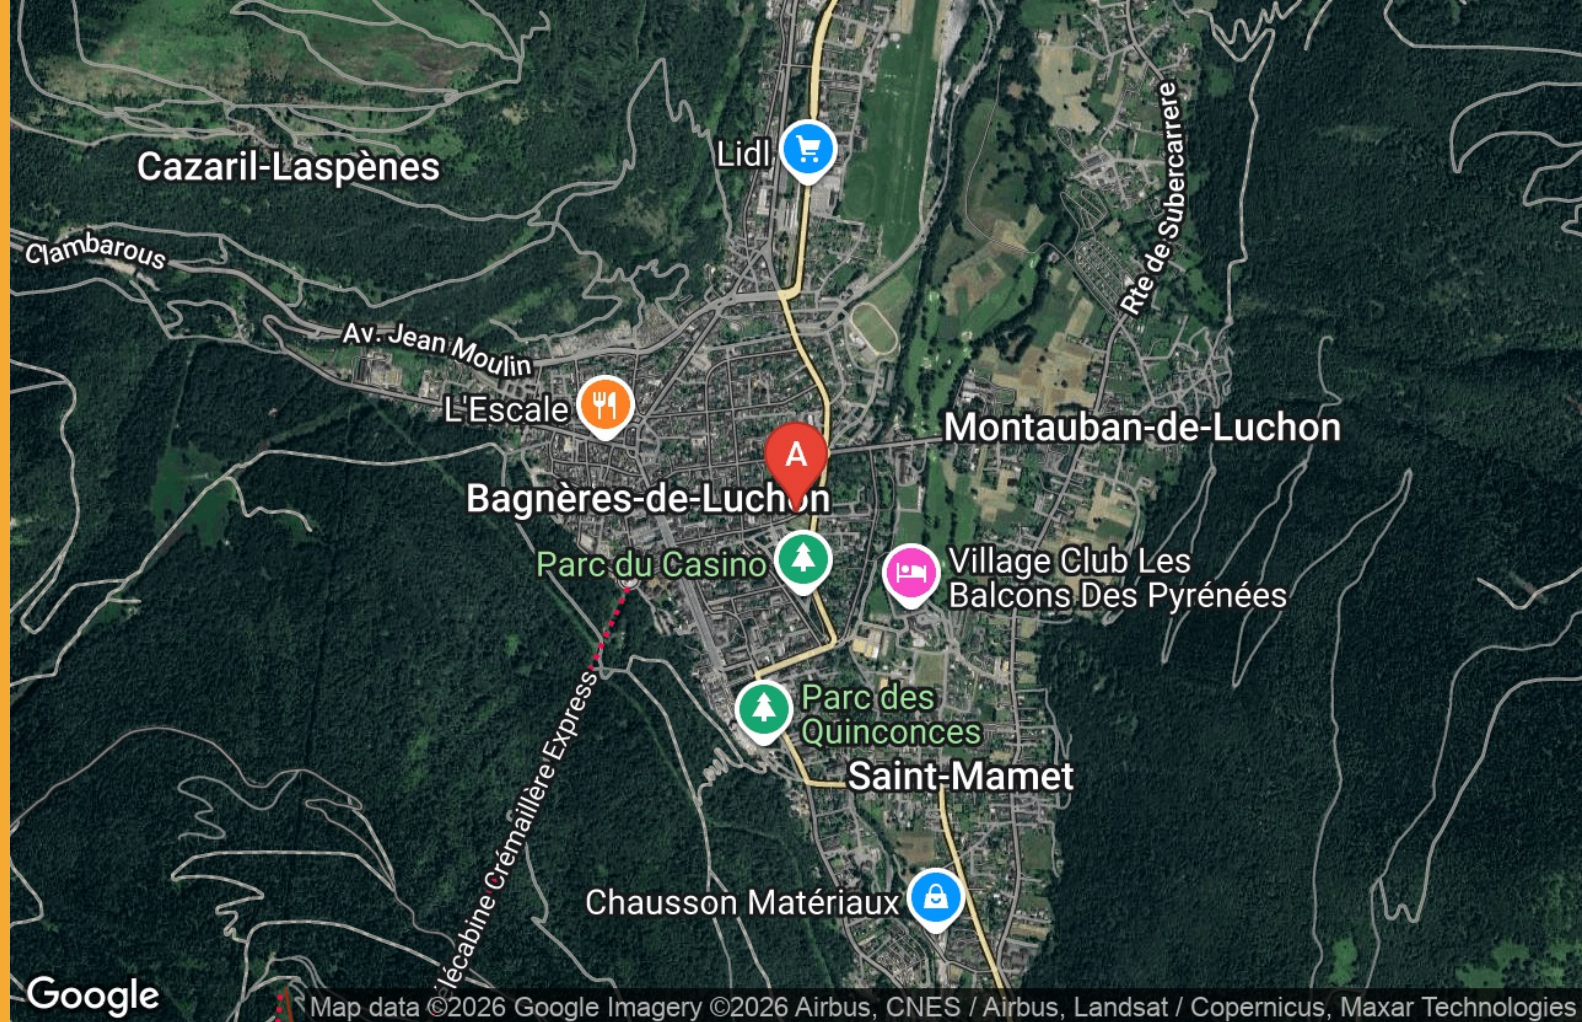 Cazaril-Laspènes
Lidl
Clambarous
Av. Jean Moulin
Rte de Subercarrere
L'Escale
Montauban-de-Luchon
A
Bagnères-de-Luchon
Parc du Casino
Village Club Les
Balcons Des Pyrénées
Parc des
Quinconces
Saint-Mamet
Chausson Matériaux
lécabine Crémaillère Express
Google
Map data ©2026 Google Imagery ©2026 Airbus, CNES / Airbus, Landsat / Copernicus, Maxar Technologies